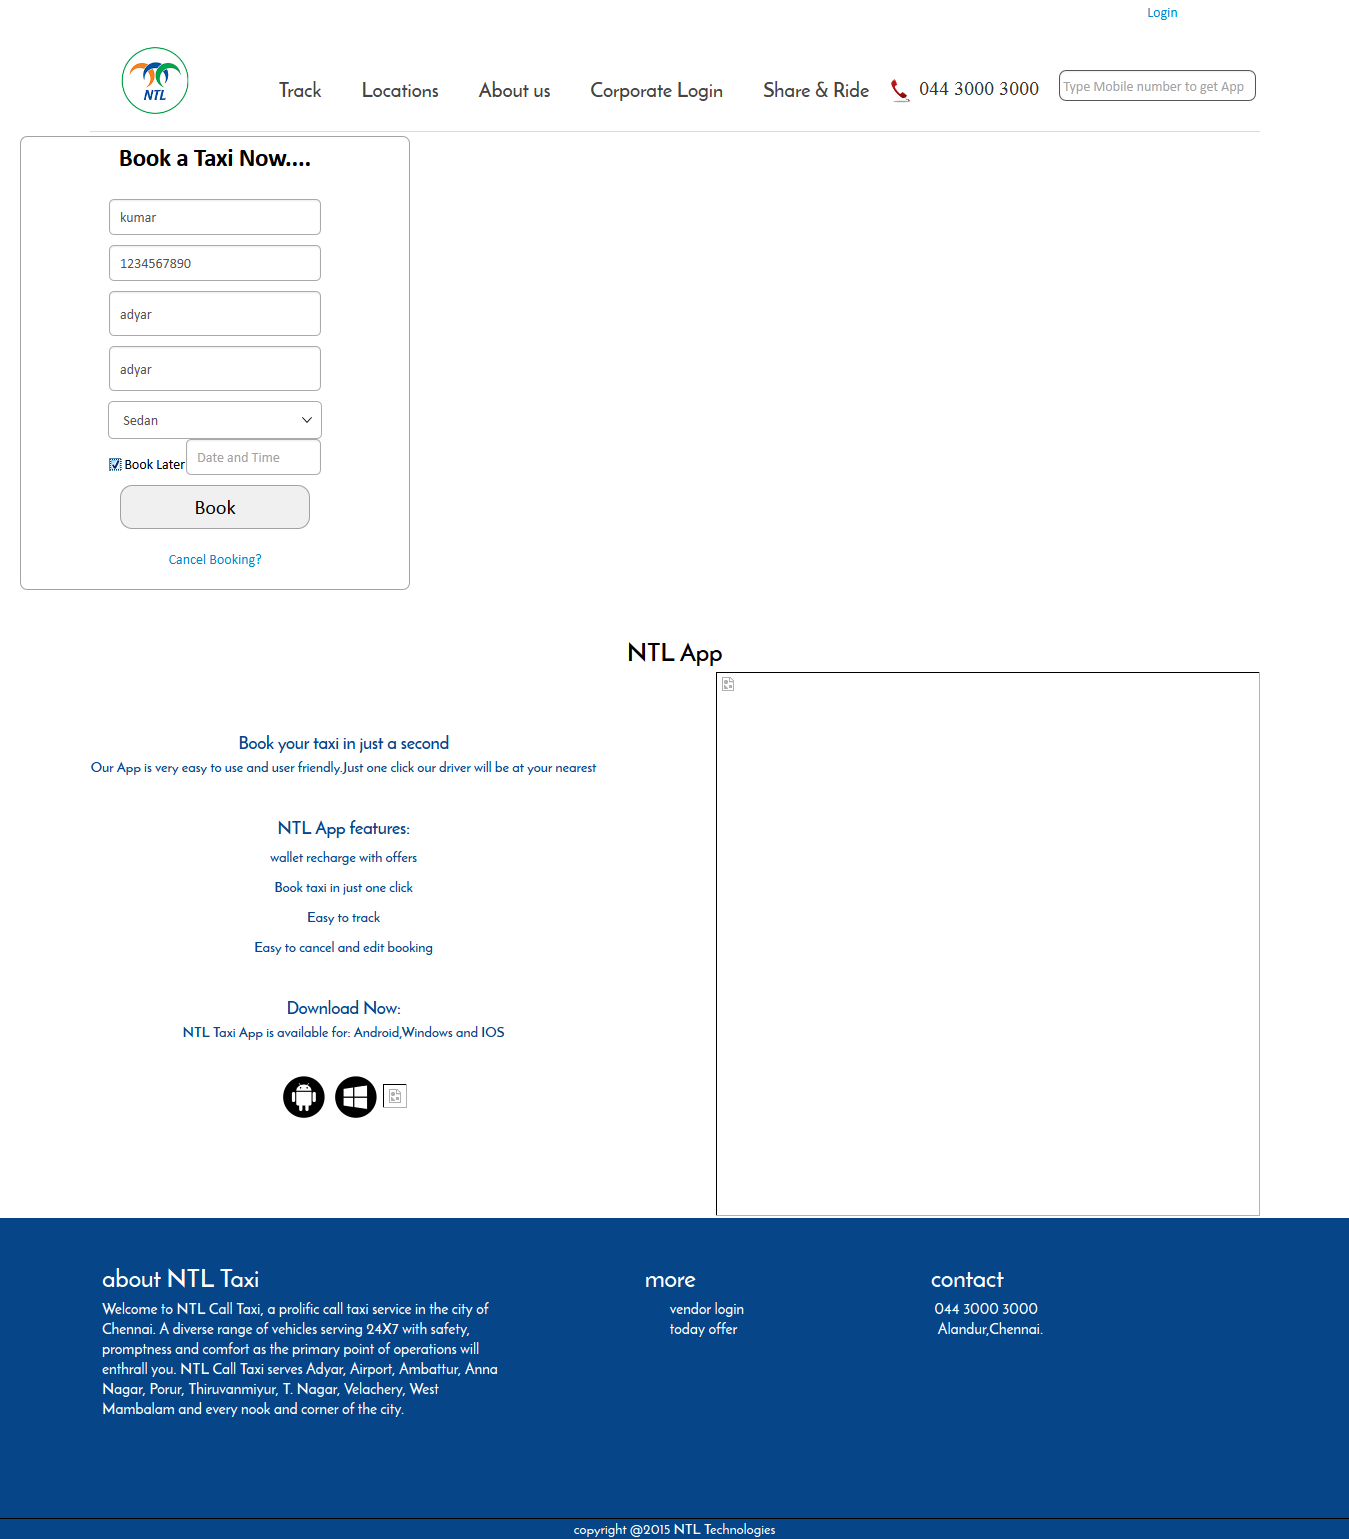 Login
NTL
Track Locations About us Corporate Login Share & Ride 044 3000 3000 Type Mobile number to get App
Book a Taxi Now....
kumar
1234567890
adyar
adyar
Sedan
Book Later Date and Time
Book
Cancel Booking?
NTL App
Book your taxi in just a second
Our App is very easy to use and user friendly.Just one click our driver will be at your nearest
NTL App features:
wallet recharge with offers
Book taxi in just one click
Easy to track
Easy to cancel and edit booking
Download Now:
NTL Taxi App is available for: Android,Windows and IOS
about NTL Taxi
Welcome to NTL Call Taxi, a prolific call taxi service in the city of
Chennai. A diverse range of vehicles serving 24X7 with safety,
promptness and comfort as the primary point of operations will
enthrall you. NTL Call Taxi serves Adyar, Airport, Ambattur, Anna
Nagar, Porur, Thiruvanmiyur, T. Nagar, Velachery, West
Mambalam and every nook and corner of the city.
more
vendor login
today offer
contact
044 3000 3000
Alandur,Chennai.
copyright @2015 NTL Technologies